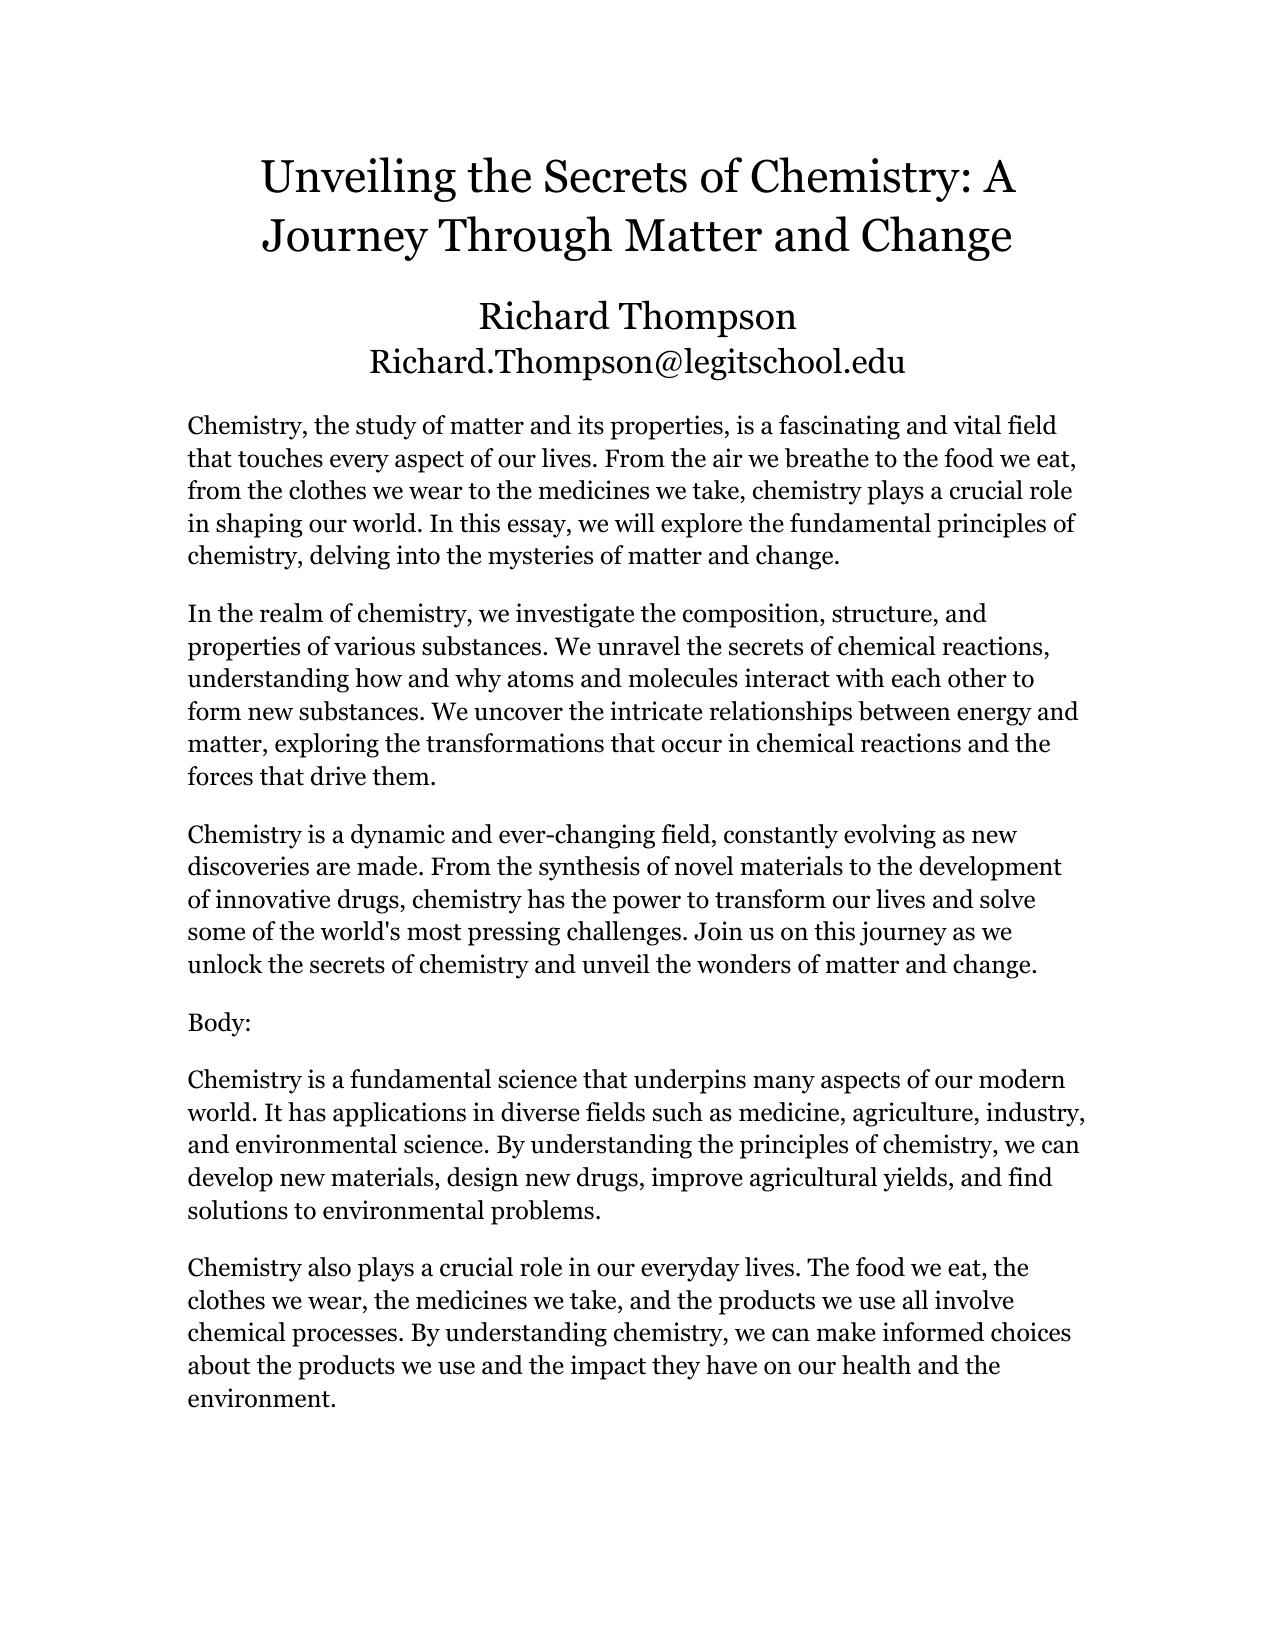 Unveiling the Secrets of Chemistry: A
Journey Through Matter and Change
Richard Thompson
Richard.Thompson@legitschool.edu
Chemistry, the study of matter and its properties, is a fascinating and vital field
that touches every aspect of our lives. From the air we breathe to the food we eat,
from the clothes we wear to the medicines we take, chemistry plays a crucial role
in shaping our world. In this essay, we will explore the fundamental principles of
chemistry, delving into the mysteries of matter and change.
In the realm of chemistry, we investigate the composition, structure, and
properties of various substances. We unravel the secrets of chemical reactions,
understanding how and why atoms and molecules interact with each other to
form new substances. We uncover the intricate relationships between energy and
matter, exploring the transformations that occur in chemical reactions and the
forces that drive them.
Chemistry is a dynamic and ever-changing field, constantly evolving as new
discoveries are made. From the synthesis of novel materials to the development
of innovative drugs, chemistry has the power to transform our lives and solve
some of the world's most pressing challenges. Join us on this journey as we
unlock the secrets of chemistry and unveil the wonders of matter and change.
Body:
Chemistry is a fundamental science that underpins many aspects of our modern
world. It has applications in diverse fields such as medicine, agriculture, industry,
and environmental science. By understanding the principles of chemistry, we can
develop new materials, design new drugs, improve agricultural yields, and find
solutions to environmental problems.
Chemistry also plays a crucial role in our everyday lives. The food we eat, the
clothes we wear, the medicines we take, and the products we use all involve
chemical processes. By understanding chemistry, we can make informed choices
about the products we use and the impact they have on our health and the
environment.